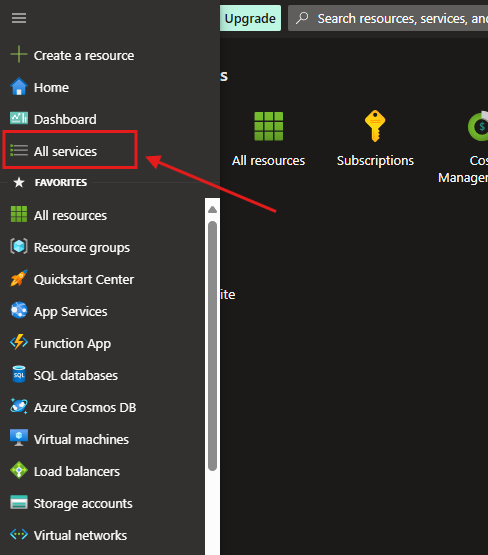 Upgrade
Search resources, services, and
Create a resource
Home
Dashboard
All services
FAVORITES
All resources
Resource groups
Quickstart Center
App Services
Function App
SQL databases
Azure Cosmos DB
Virtual machines
Load balancers
Storage accounts
Virtual networks
s
All resources
Subscriptions
Cos
Manager
ite